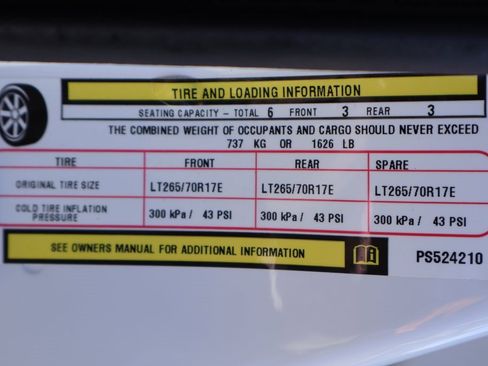 TIRE AND LOADING INFORMATION
SEATING CAPACITY – TOTAL 6 FRONT 3 REAR 3
THE COMBINED WEIGHT OF OCCUPANTS AND CARGO SHOULD NEVER EXCEED
737 KG OR 1626 LB
TIRE FRONT REAR SPARE
ORIGINAL TIRE SIZE LT265/70R17E LT265/70R17E LT265/70R17E
COLD TIRE INFLATION PRESSURE 300 kPa / 43 PSI 300 kPa / 43 PSI 300 kPa / 43 PSI
SEE OWNERS MANUAL FOR ADDITIONAL INFORMATION PS524210